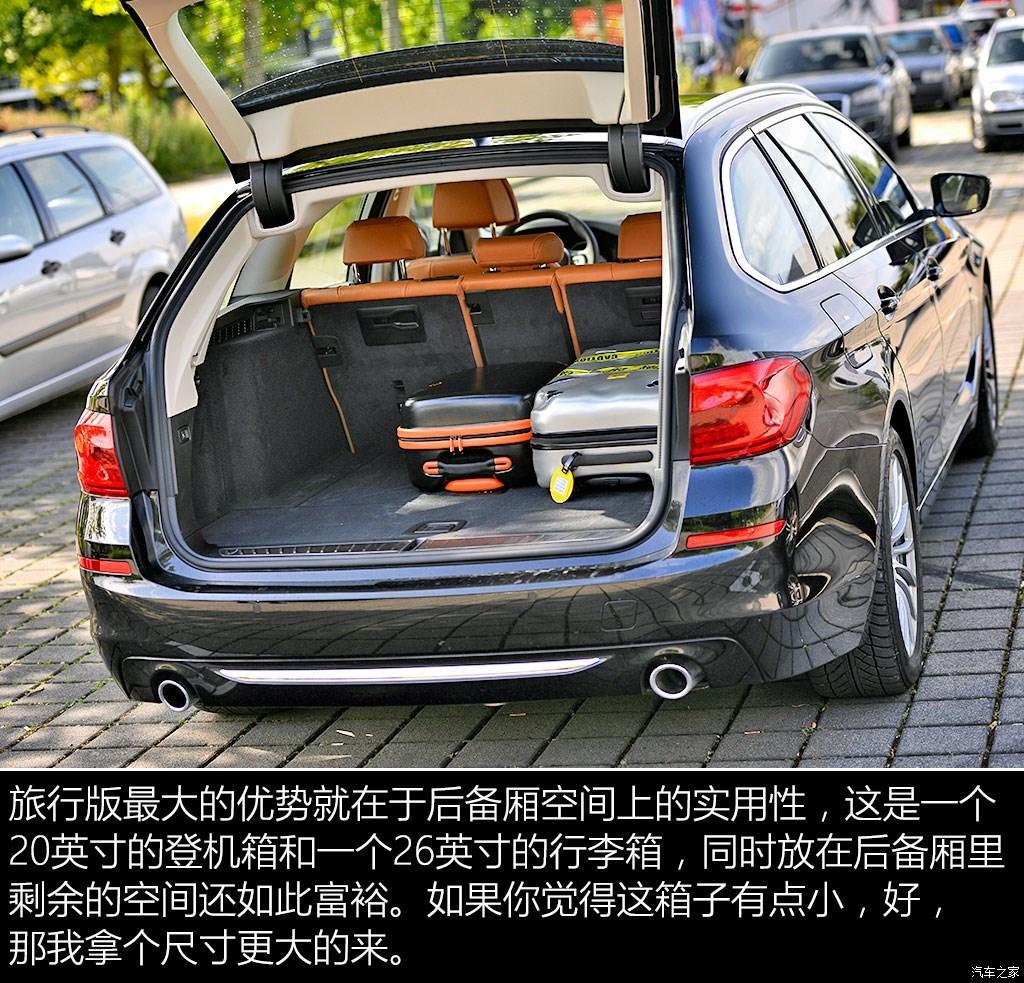 CAUTION
旅行版最大的优势就在于后备厢空间上的实用性，这是一个
20英寸的登机箱和一个26英寸的行李箱，同时放在后备厢里
剩余的空间还如此富裕。如果你觉得这箱子有点小，好，
那我拿个尺寸更大的来。
汽车之家